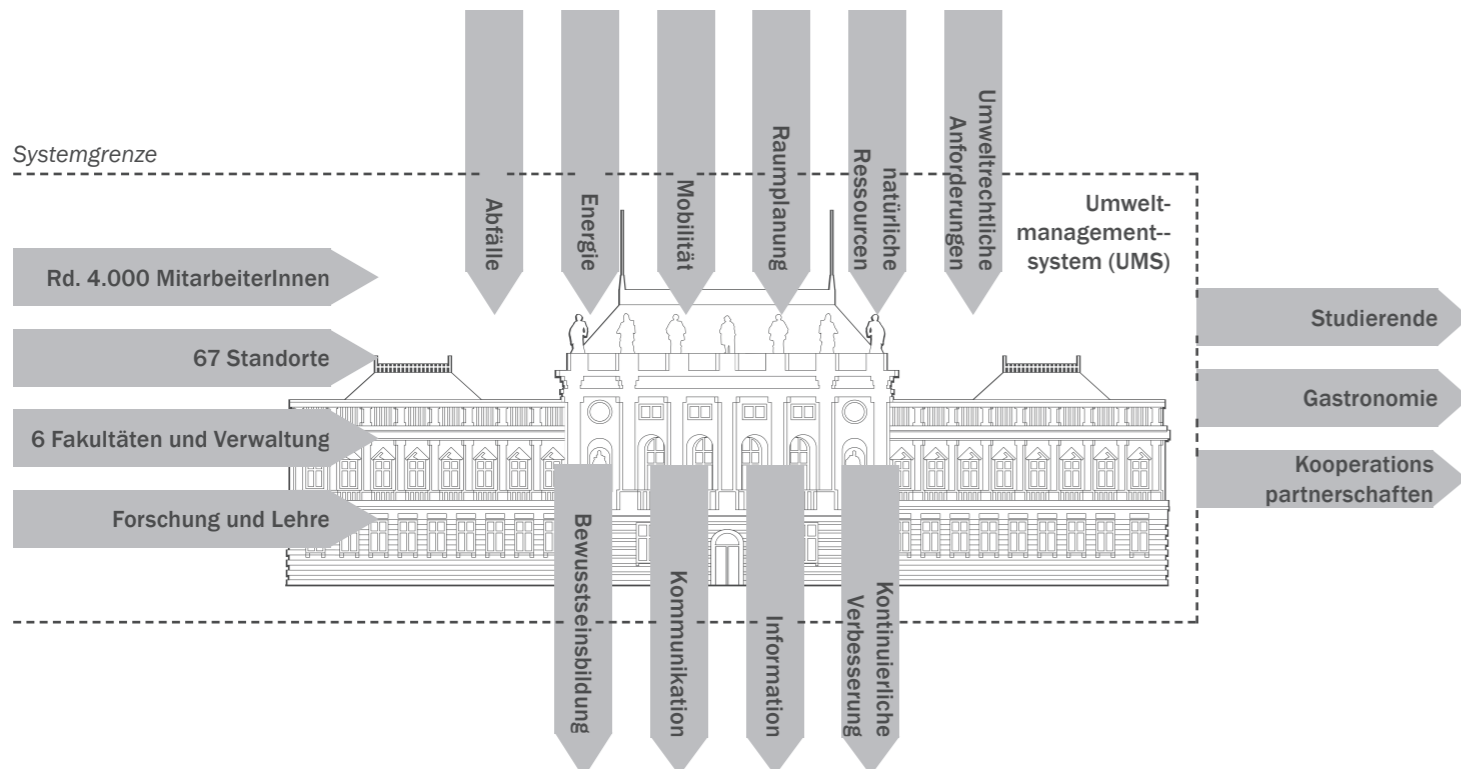 Systemgrenze
Abfälle
Energie
Mobilität
Raumplanung
natürliche
Ressourcen
Umweltrechtliche
Anforderungen
Umwelt-
management--
system (UMS)
Rd. 4.000 MitarbeiterInnen
67 Standorte
6 Fakultäten und Verwaltung
Forschung und Lehre
Studierende
Gastronomie
Kooperations
partnerschaften
Bewusstseinsbildung
Kommunikation
Information
Kontinuierliche
Verbesserung